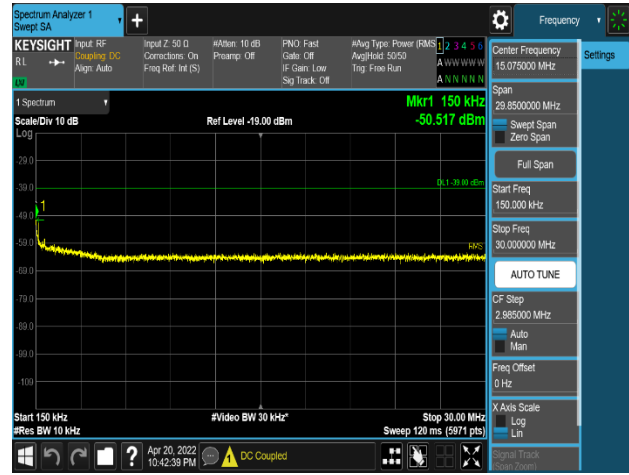 Spectrum Analyzer 1
Swept SA
Frequency
KEYSIGHT
RL
Input: RF
Coupling: DC
Align: Auto
Input Z: 50 Ω
Corrections: On
Freq Ref: Int (S)
#Atten: 10 dB
Preamp: Off
PNO: Fast
Gate: Off
IF Gain: Low
Sig Track: Off
#Avg Type: Power (RMS
Avg|Hold: 50/50
Trig: Free Run
1 2 3 4 5 6
A W W W W W
A N N N N N
1 Spectrum
Scale/Div 10 dB
Ref Level -19.00 dBm
Mkr1 150 kHz
-50.517 dBm
Log
-29.0
DL1 -39.00 dBm
-39.0
1
-49.0
RMS
-59.0
-69.0
-79.0
-89.0
-99.0
-109
Start 150 kHz
#Video BW 30 kHz*
Stop 30.00 MHz
#Res BW 10 kHz
Sweep 120 ms (5971 pts)
Center Frequency
15.075000 MHz
Settings
Span
29.8500000 MHz
Swept Span
Zero Span
Full Span
Start Freq
150.000 kHz
Stop Freq
30.000000 MHz
AUTO TUNE
CF Step
2.985000 MHz
Auto
Man
Freq Offset
0 Hz
X Axis Scale
Log
Lin
Signal Track
(Span Zoom)
?
Apr 20, 2022
10:42:39 PM
DC Coupled